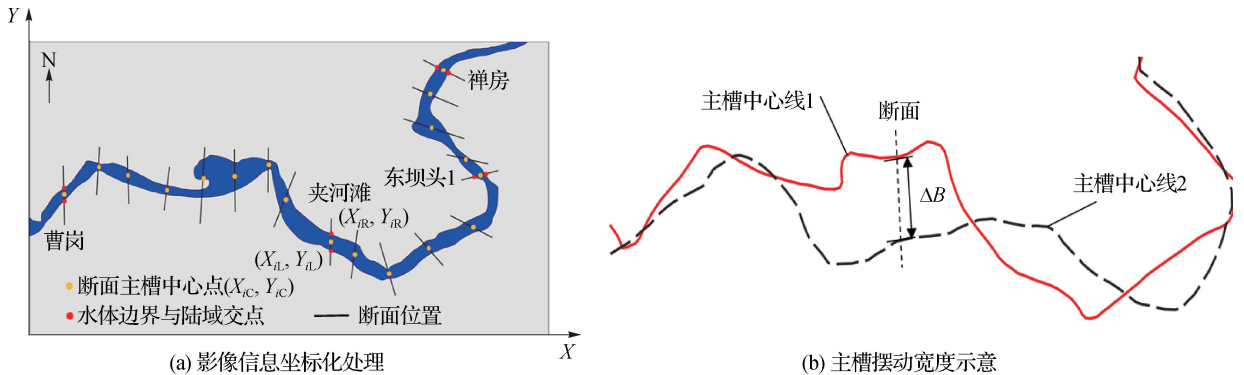 Y
N
禅房
东坝头1
夹河滩
(XiR, YiR)
(XiL, YiL)
曹岗
断面主槽中心点(XiC, YiC)
水体边界与陆域交点
断面位置
X
(a) 影像信息坐标化处理
主槽中心线1
断面
ΔB
主槽中心线2
(b) 主槽摆动宽度示意